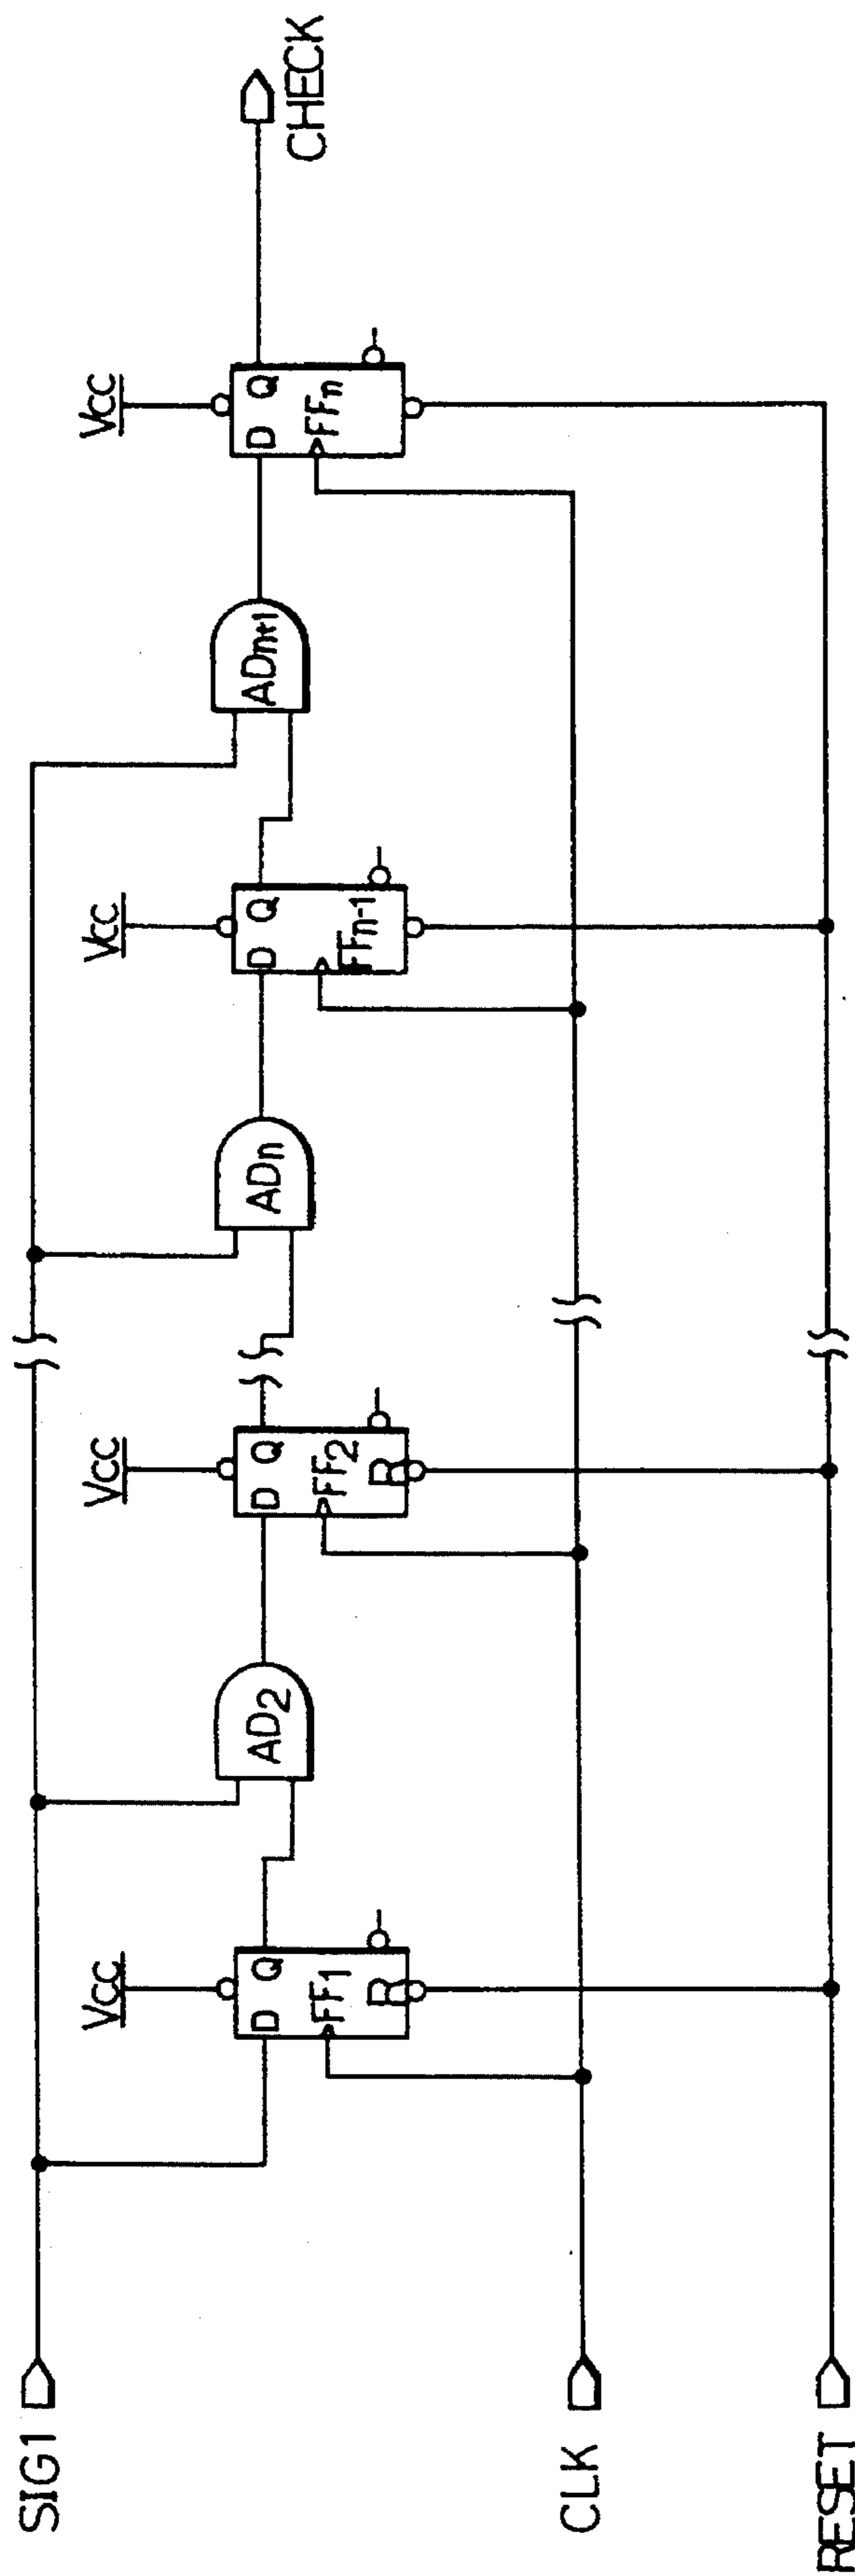 SIG1
CLK
RESET
VCC
D Q
FF1
R
AD2
VCC
D Q
FF2
R
ADn
VCC
D Q
FFn-1
ADn+1
VCC
D Q
FFn
CHECK